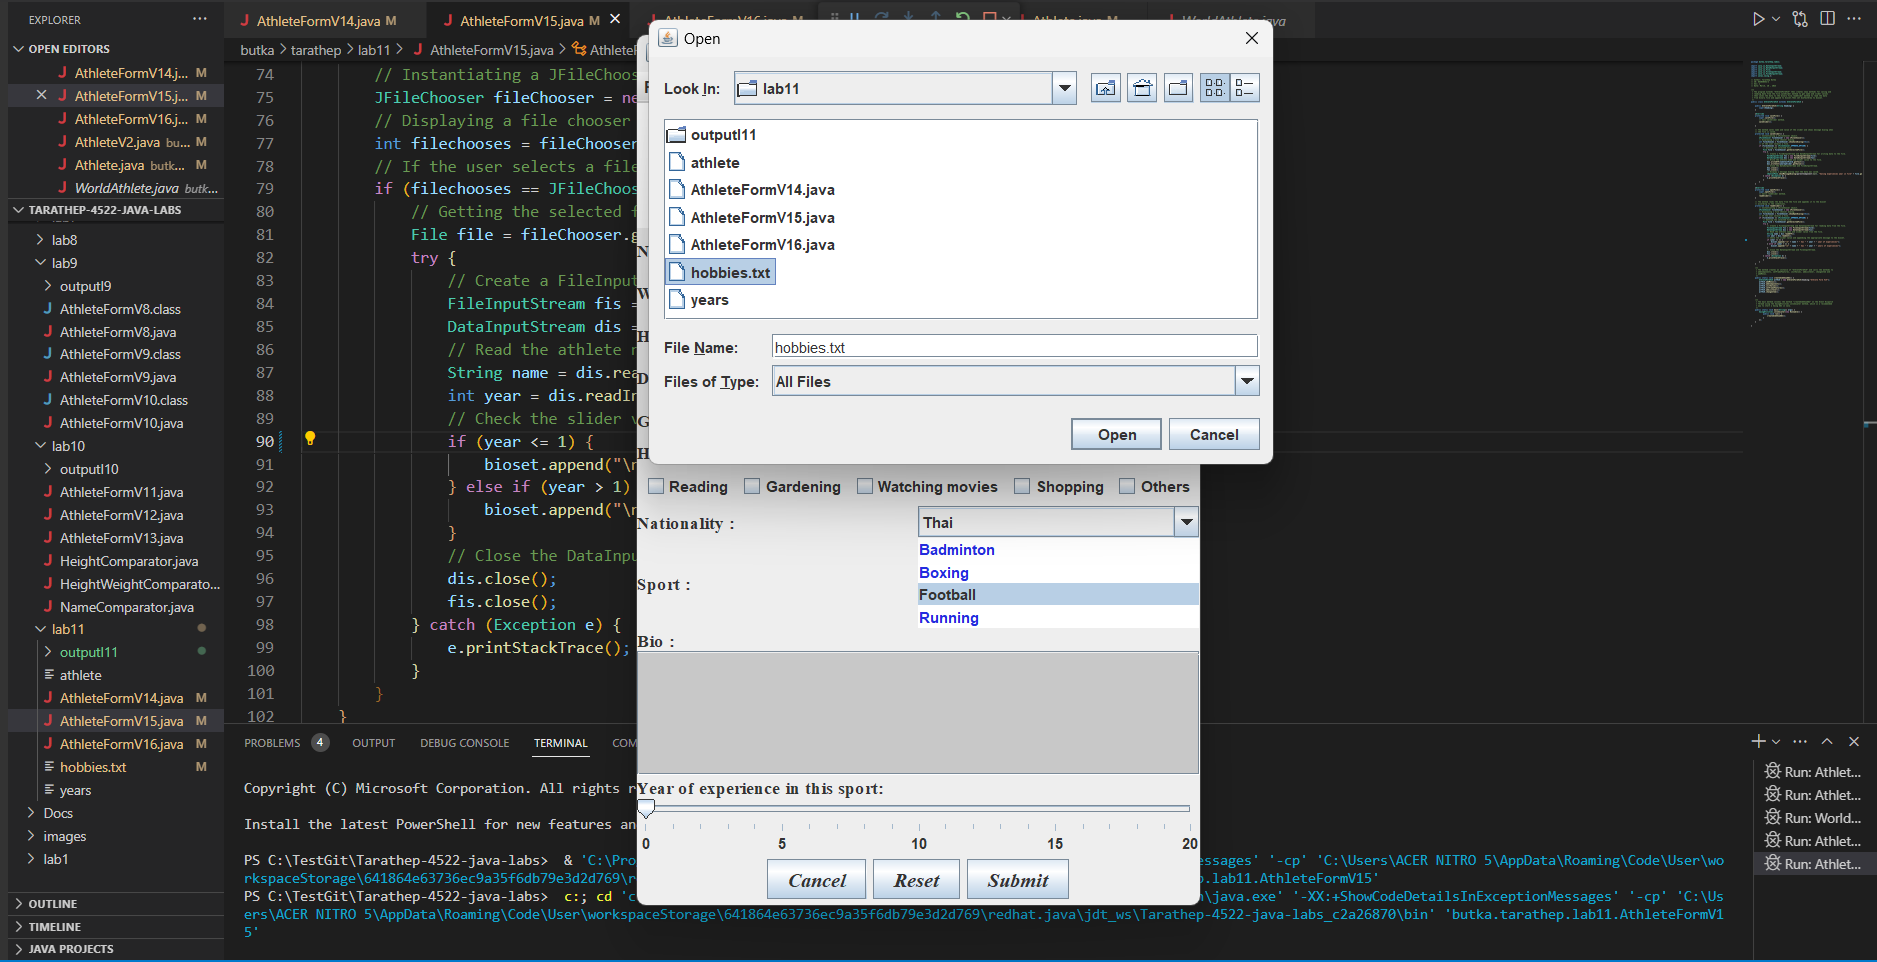 EXPLORER
OPEN EDITORS
AthleteFormV14.j... M
AthleteFormV15.j... M
AthleteFormV16.j... M
AthleteV2.java bu... M
Athlete.java butk... M
WorldAthlete.java butk...
TARATHEP-4522-JAVA-LABS
lab8
lab9
outputl9
AthleteFormV8.class
AthleteFormV8.java
AthleteFormV9.class
AthleteFormV9.java
AthleteFormV10.class
AthleteFormV10.java
lab10
outputl10
AthleteFormV11.java
AthleteFormV12.java
AthleteFormV13.java
HeightComparator.java
HeightWeightComparato...
NameComparator.java
lab11
outputl11
athlete
AthleteFormV14.java M
AthleteFormV15.java M
AthleteFormV16.java M
hobbies.txt M
years
Docs
images
lab1
OUTLINE
TIMELINE
JAVA PROJECTS
AthleteFormV14.java M
AthleteFormV15.java M
butka > tarathep > lab11 > AthleteFormV15.java > AthleteF
74 // Instantiating a JFileChoos
75 JFileChooser fileChooser = ne
76 // Displaying a file chooser
77 int filechooses = fileChooser
78 // If the user selects a file
79 if (filechooses == JFileChoos
80 // Getting the selected f
81 File file = fileChooser.g
82 try {
83 // Create a FileInput
84 FileInputStream fis =
85 DataInputStream dis =
86 // Read the athlete n
87 String name = dis.rea
88 int year = dis.readIn
89 // Check the slider v
90 if (year <= 1) {
91 bioset.append("\n
92 } else if (year > 1)
93 bioset.append("\n
94 }
95 // Close the DataInpu
96 dis.close();
97 fis.close();
98 } catch (Exception e) {
99 e.printStackTrace();
100 }
101 }
102 }
Open
Look In: lab11
outputl11
athlete
AthleteFormV14.java
AthleteFormV15.java
AthleteFormV16.java
hobbies.txt
years
File Name: hobbies.txt
Files of Type: All Files
Open Cancel
Reading Gardening Watching movies Shopping Others
Nationality : Thai
Badminton
Boxing
Sport :
Football
Running
Bio :
Year of experience in this sport:
0 5 10 15 20
Cancel Reset Submit
PROBLEMS 4 OUTPUT DEBUG CONSOLE TERMINAL COM
Copyright (C) Microsoft Corporation. All rights r
Install the latest PowerShell for new features an
PS C:\TestGit\Tarathep-4522-java-labs> & 'C:\Pro
ssages' '-cp' 'C:\Users\ACER NITRO 5\AppData\Roaming\Code\User\wo
rkspaceStorage\641864e63736ec9a35f6db79e3d2d769\r
p.lab11.AthleteFormV15'
PS C:\TestGit\Tarathep-4522-java-labs> c:; cd 'c
n\java.exe' '-XX:+ShowCodeDetailsInExceptionMessages' '-cp' 'C:\Us
ers\ACER NITRO 5\AppData\Roaming\Code\User\workspaceStorage\641864e63736ec9a35f6db79e3d2d769\redhat.java\jdt_ws\Tarathep-4522-java-labs_c2a26870\bin' 'butka.tarathep.lab11.AthleteFormV1
5'
Run: Athlet...
Run: Athlet...
Run: World...
Run: Athlet...
Run: Athlet...